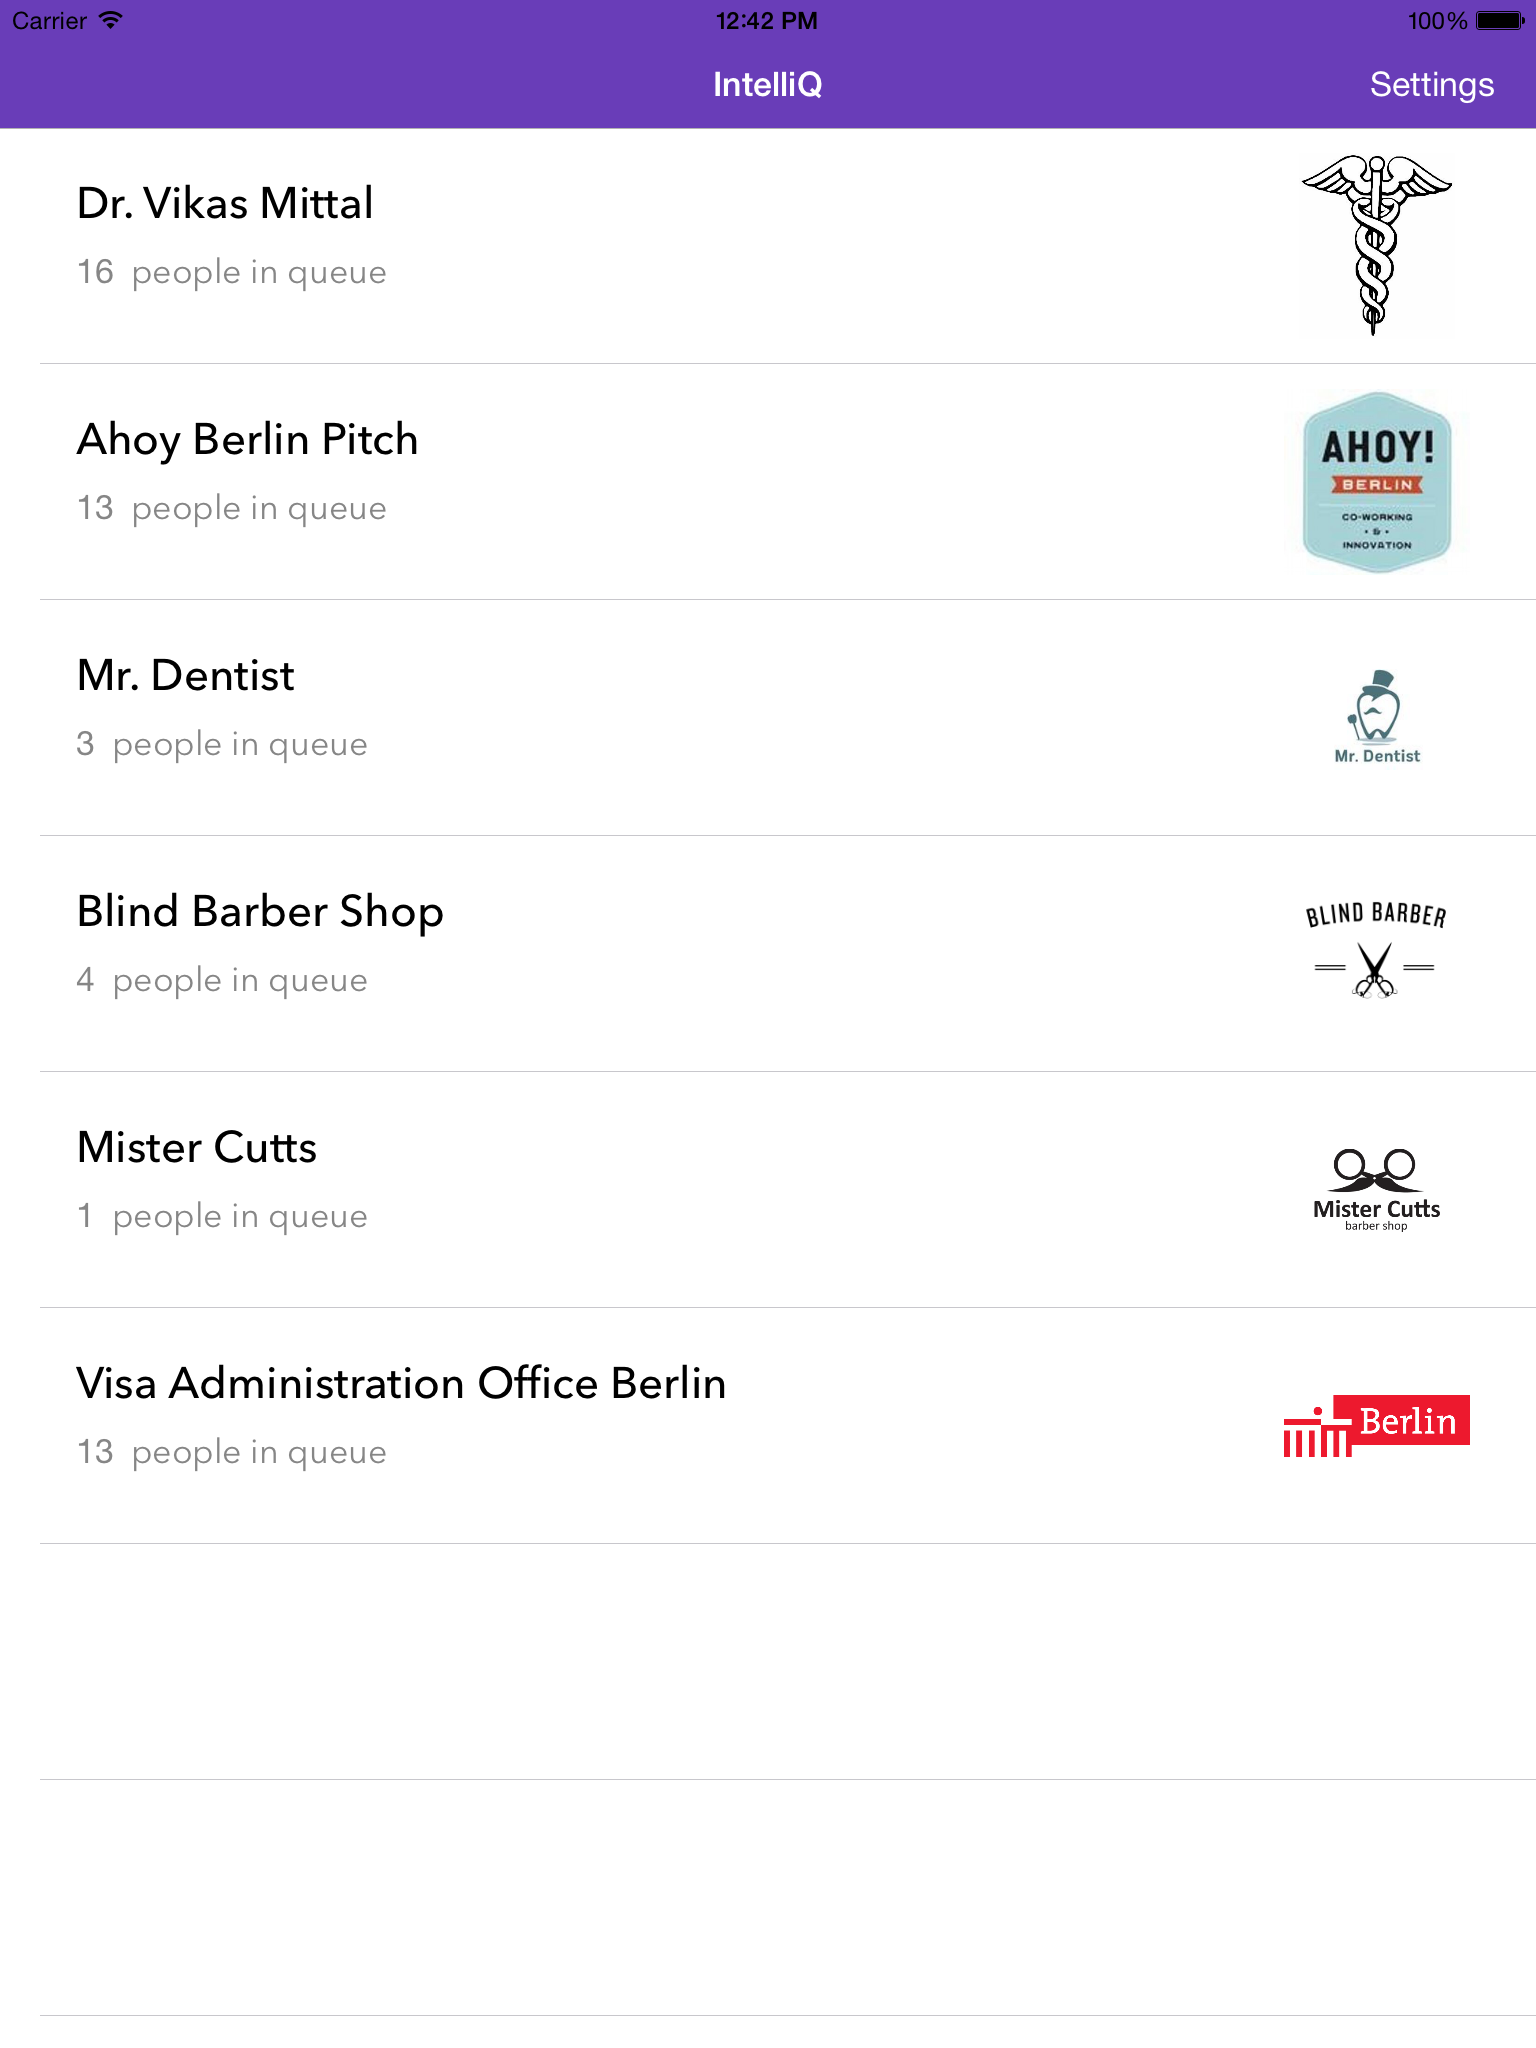 Carrier 12:42 PM 100%
IntelliQ Settings
Dr. Vikas Mittal
16 people in queue
Ahoy Berlin Pitch
13 people in queue
AHOY!
BERLIN
CO-WORKING
&
INNOVATION
Mr. Dentist
3 people in queue
Mr. Dentist
Blind Barber Shop
4 people in queue
BLIND BARBER
Mister Cutts
1 people in queue
Mister Cutts
barber shop
Visa Administration Office Berlin
13 people in queue
Berlin